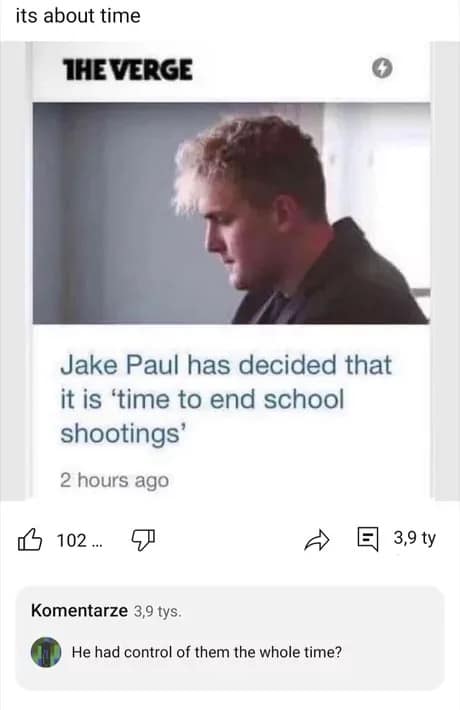 its about time
THE VERGE
Jake Paul has decided that
it is ‘time to end school
shootings’
2 hours ago
102 ...
3,9 ty
Komentarze 3,9 tys.
He had control of them the whole time?